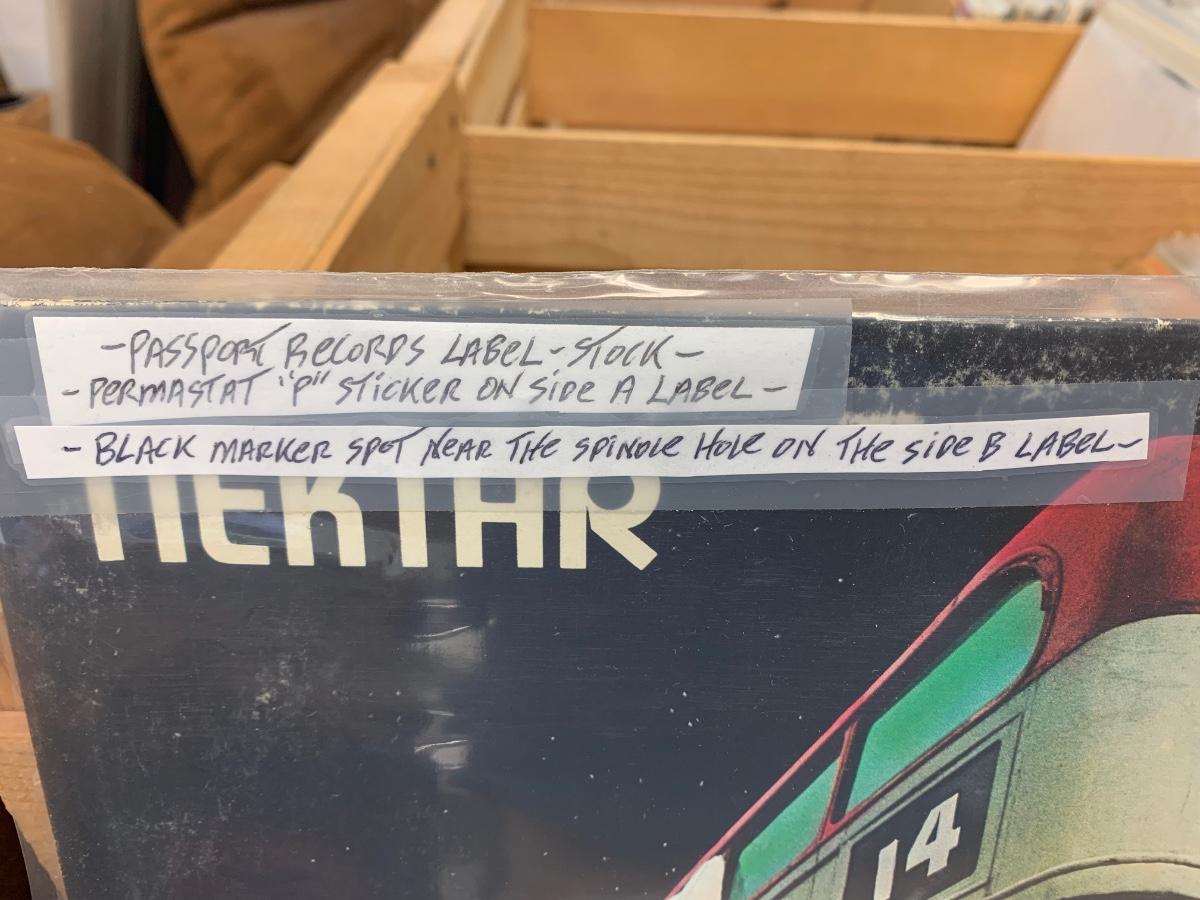 -PASSPORT RECORDS LABEL-STOCK-
-PERMASTAT "P" STICKER ON SIDE A LABEL-
-BLACK MARKER SPOT NEAR THE SPINDLE HOLE ON THE SIDE B LABEL-
NEKTAR
14